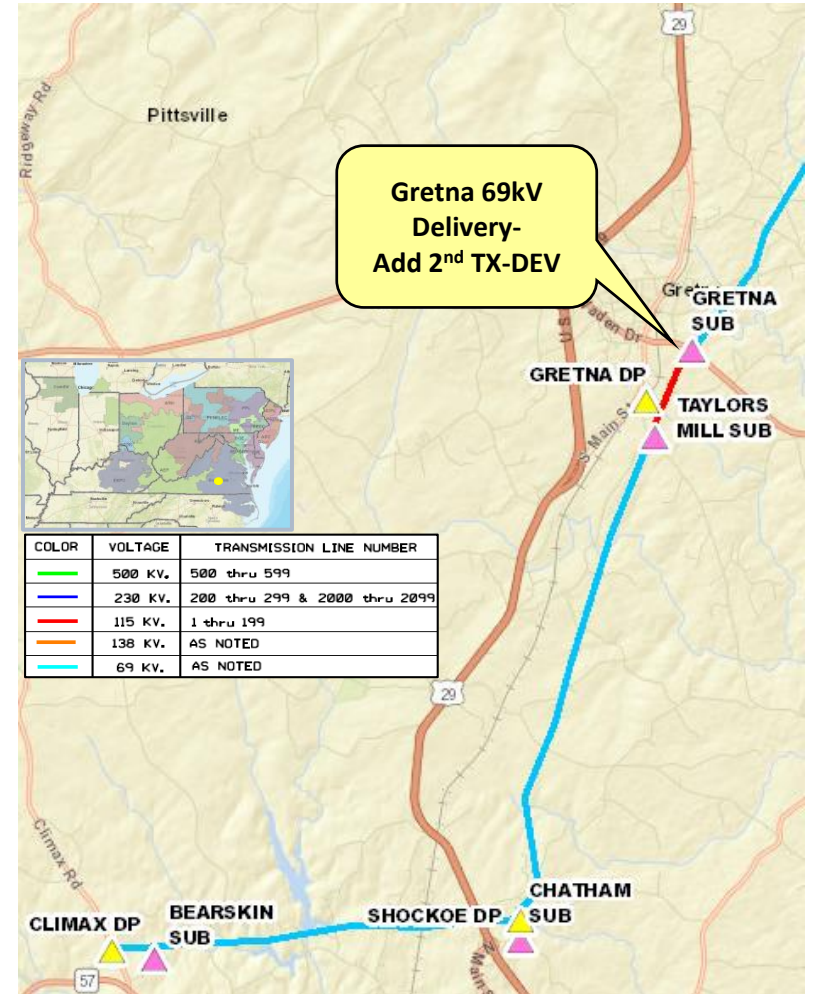 29
Ridgeway Rd
Pittsville
Gretna 69kV
Delivery-
Add 2nd TX-DEV
GRETNA
SUB
US
GRETNA DP
S Main St
TAYLORS
MILL SUB
COLOR
VOLTAGE
TRANSMISSION LINE NUMBER
500 KV.
500 thru 599
230 KV.
200 thru 299 & 2000 thru 2099
115 KV.
1 thru 199
138 KV.
AS NOTED
69 KV.
AS NOTED
29
Climax Rd
CHATHAM
SUB
SHOCKOE DP
BEARSKIN
SUB
CLIMAX DP
57
N Main St